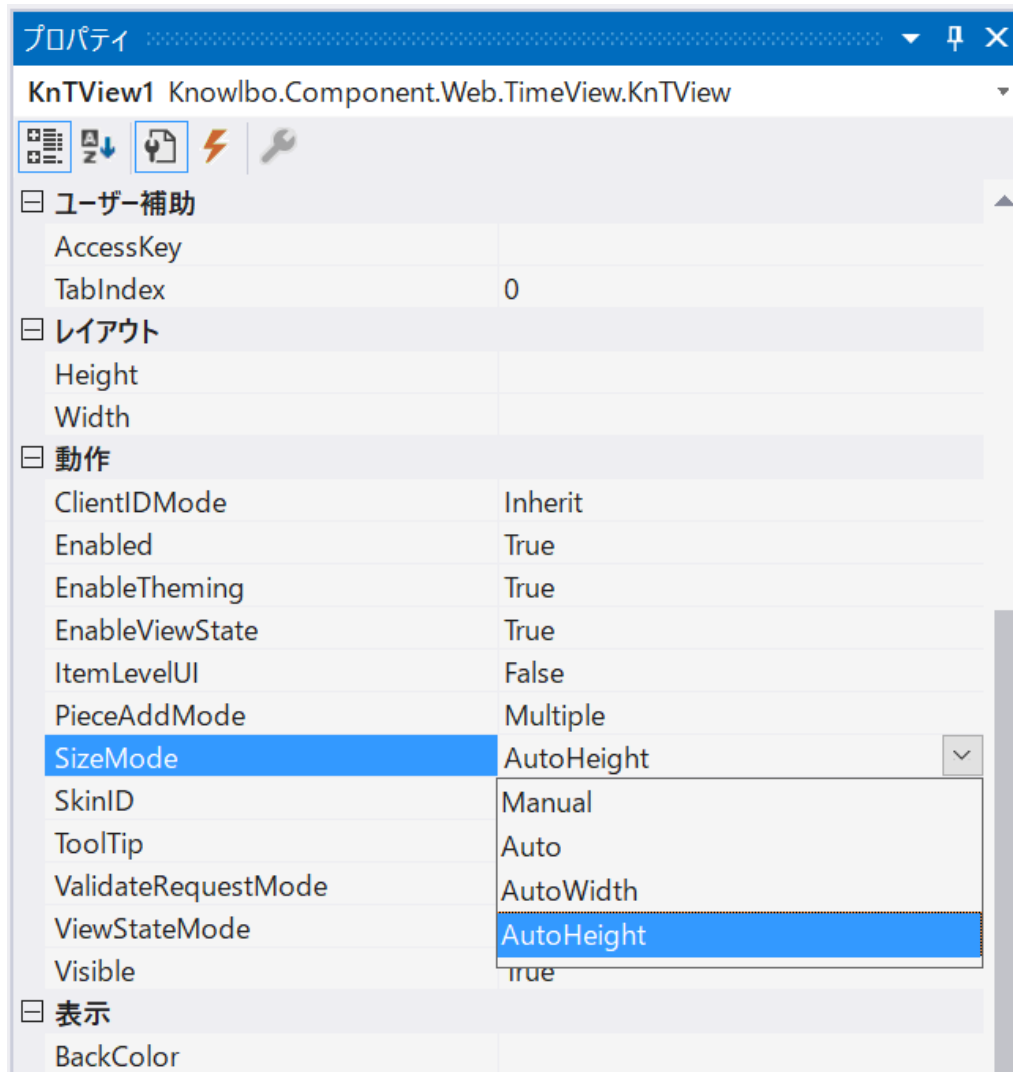 プロパティ
KnTView1 Knowlbo.Component.Web.TimeView.KnTView
ユーザー補助
AccessKey
TabIndex 0
レイアウト
Height
Width
動作
ClientIDMode Inherit
Enabled True
EnableTheming True
EnableViewState True
ItemLevelUI False
PieceAddMode Multiple
SizeMode AutoHeight
SkinID Manual
ToolTip Auto
ValidateRequestMode AutoWidth
ViewStateMode AutoHeight
Visible True
表示
BackColor